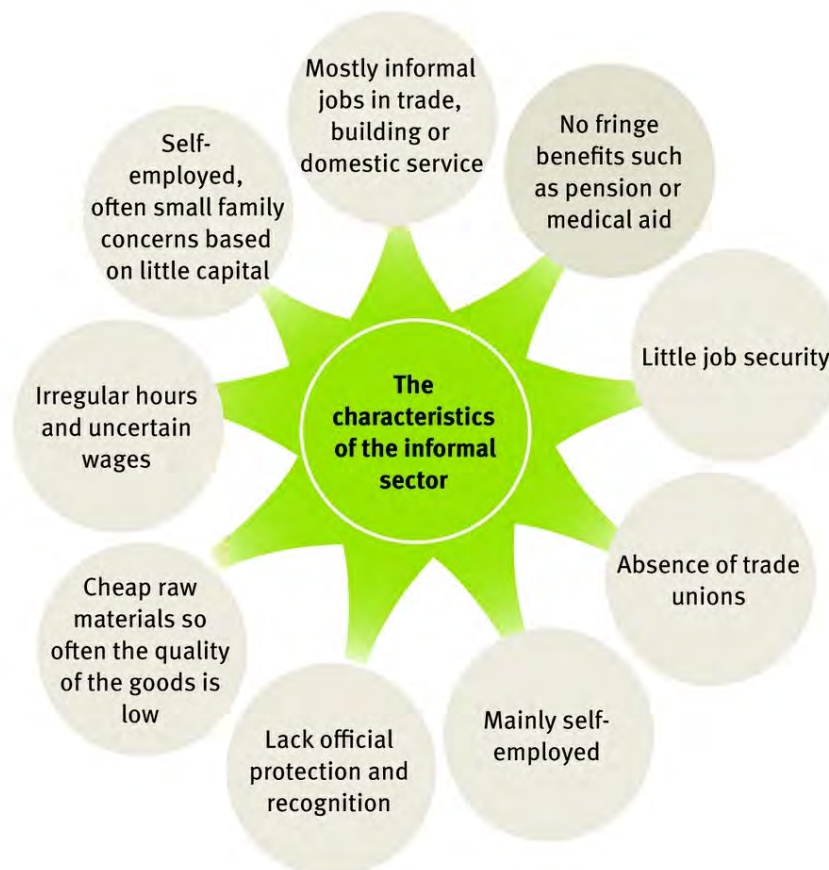 The
characteristics
of the informal
sector
Mostly informal
jobs in trade,
building or
domestic service
No fringe
benefits such
as pension or
medical aid
Little job security
Absence of trade
unions
Mainly self-
employed
Lack official
protection and
recognition
Cheap raw
materials so
often the quality
of the goods is
low
Irregular hours
and uncertain
wages
Self-
employed,
often small family
concerns based
on little capital